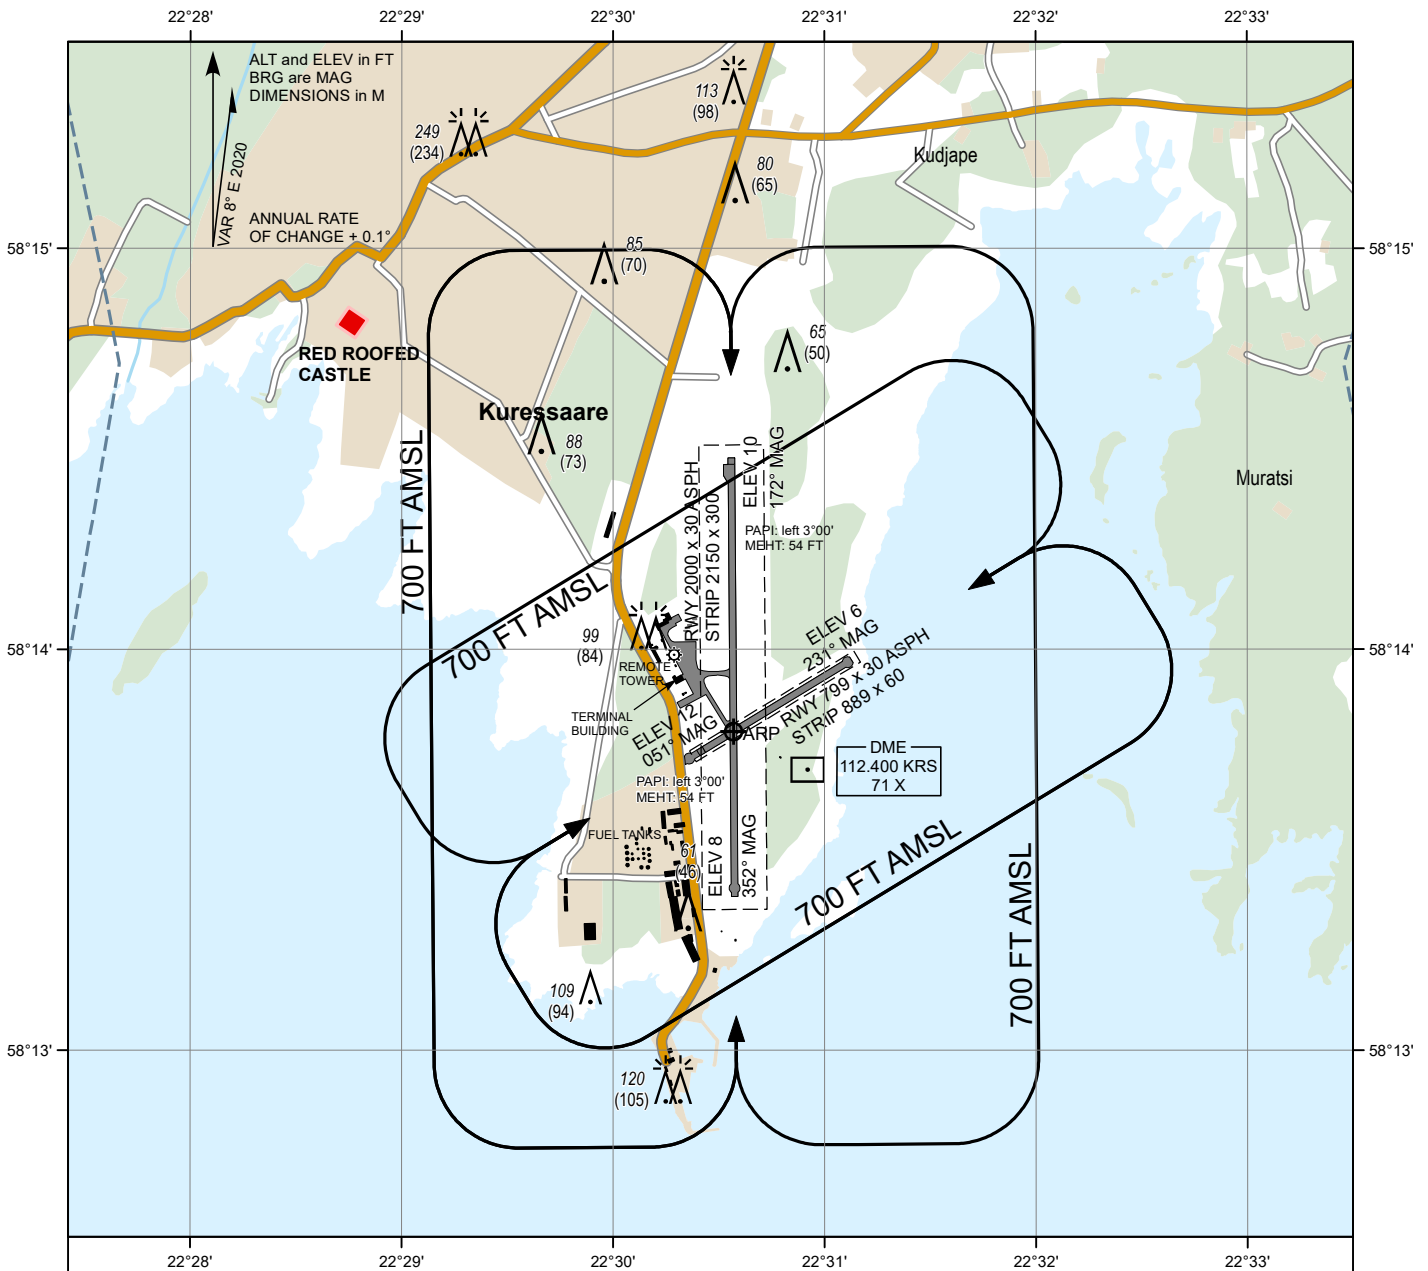 22°28'
22°29'
22°30'
22°31'
22°32'
22°33'
ALT and ELEV in FT
BRG are MAG
DIMENSIONS in M
VAR 8° E 2020
ANNUAL RATE
OF CHANGE + 0.1°
249
(234)
113
(98)
80
(65)
Kudjape
58°15'
58°15'
85
(70)
65
(50)
RED ROOFED
CASTLE
Kuressaare
88
(73)
Muratsi
700 FT AMSL
700 FT AMSL
RWY 2000 x 30 ASPH
STRIP 2150 x 300
ELEV 10
172° MAG
PAPI: left 3°00'
MEHT: 54 FT
58°14'
58°14'
99
(84)
REMOTE
TOWER
TERMINAL
BUILDING
ELEV 6
231° MAG
RWY 799 x 30 ASPH
STRIP 889 x 60
ELEV 12
051° MAG
ARP
DME
112.400 KRS
71 X
PAPI: left 3°00'
MEHT: 54 FT
FUEL TANKS
61
(46)
ELEV 8
352° MAG
700 FT AMSL
700 FT AMSL
109
(94)
58°13'
58°13'
120
(105)
22°28'
22°29'
22°30'
22°31'
22°32'
22°33'